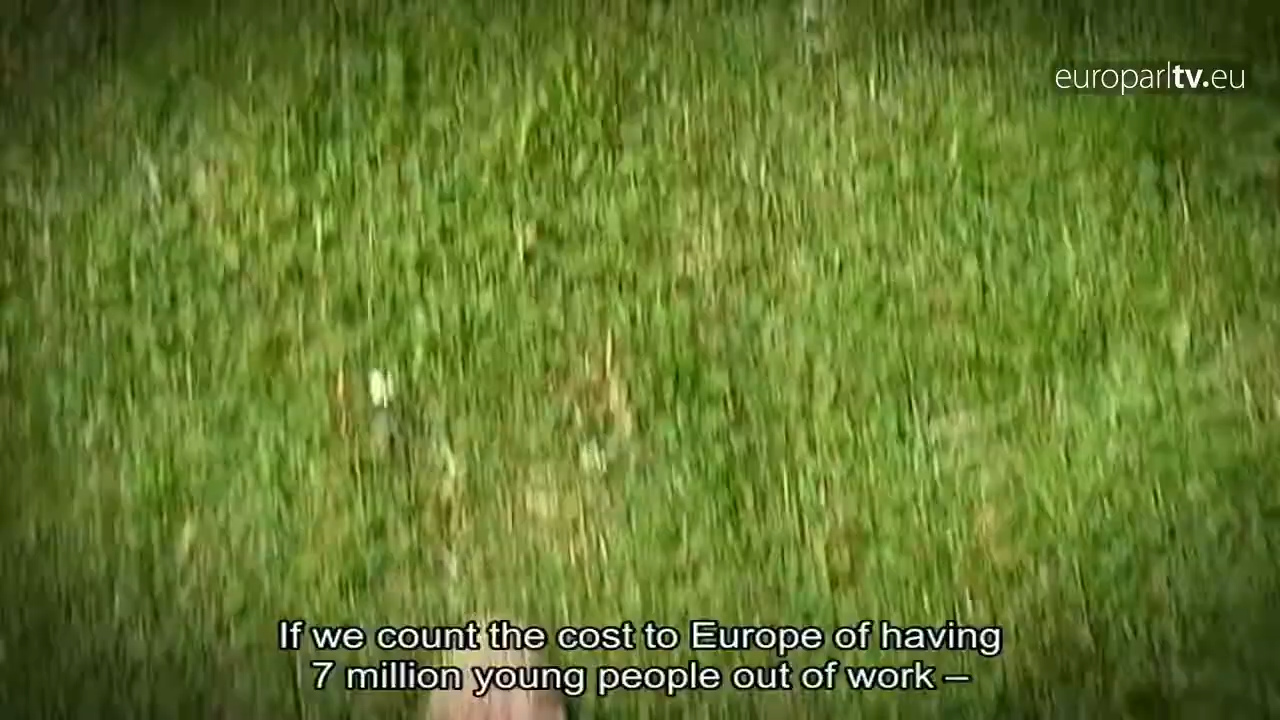 europarltv.eu
If we count the cost to Europe of having
7 million young people out of work –